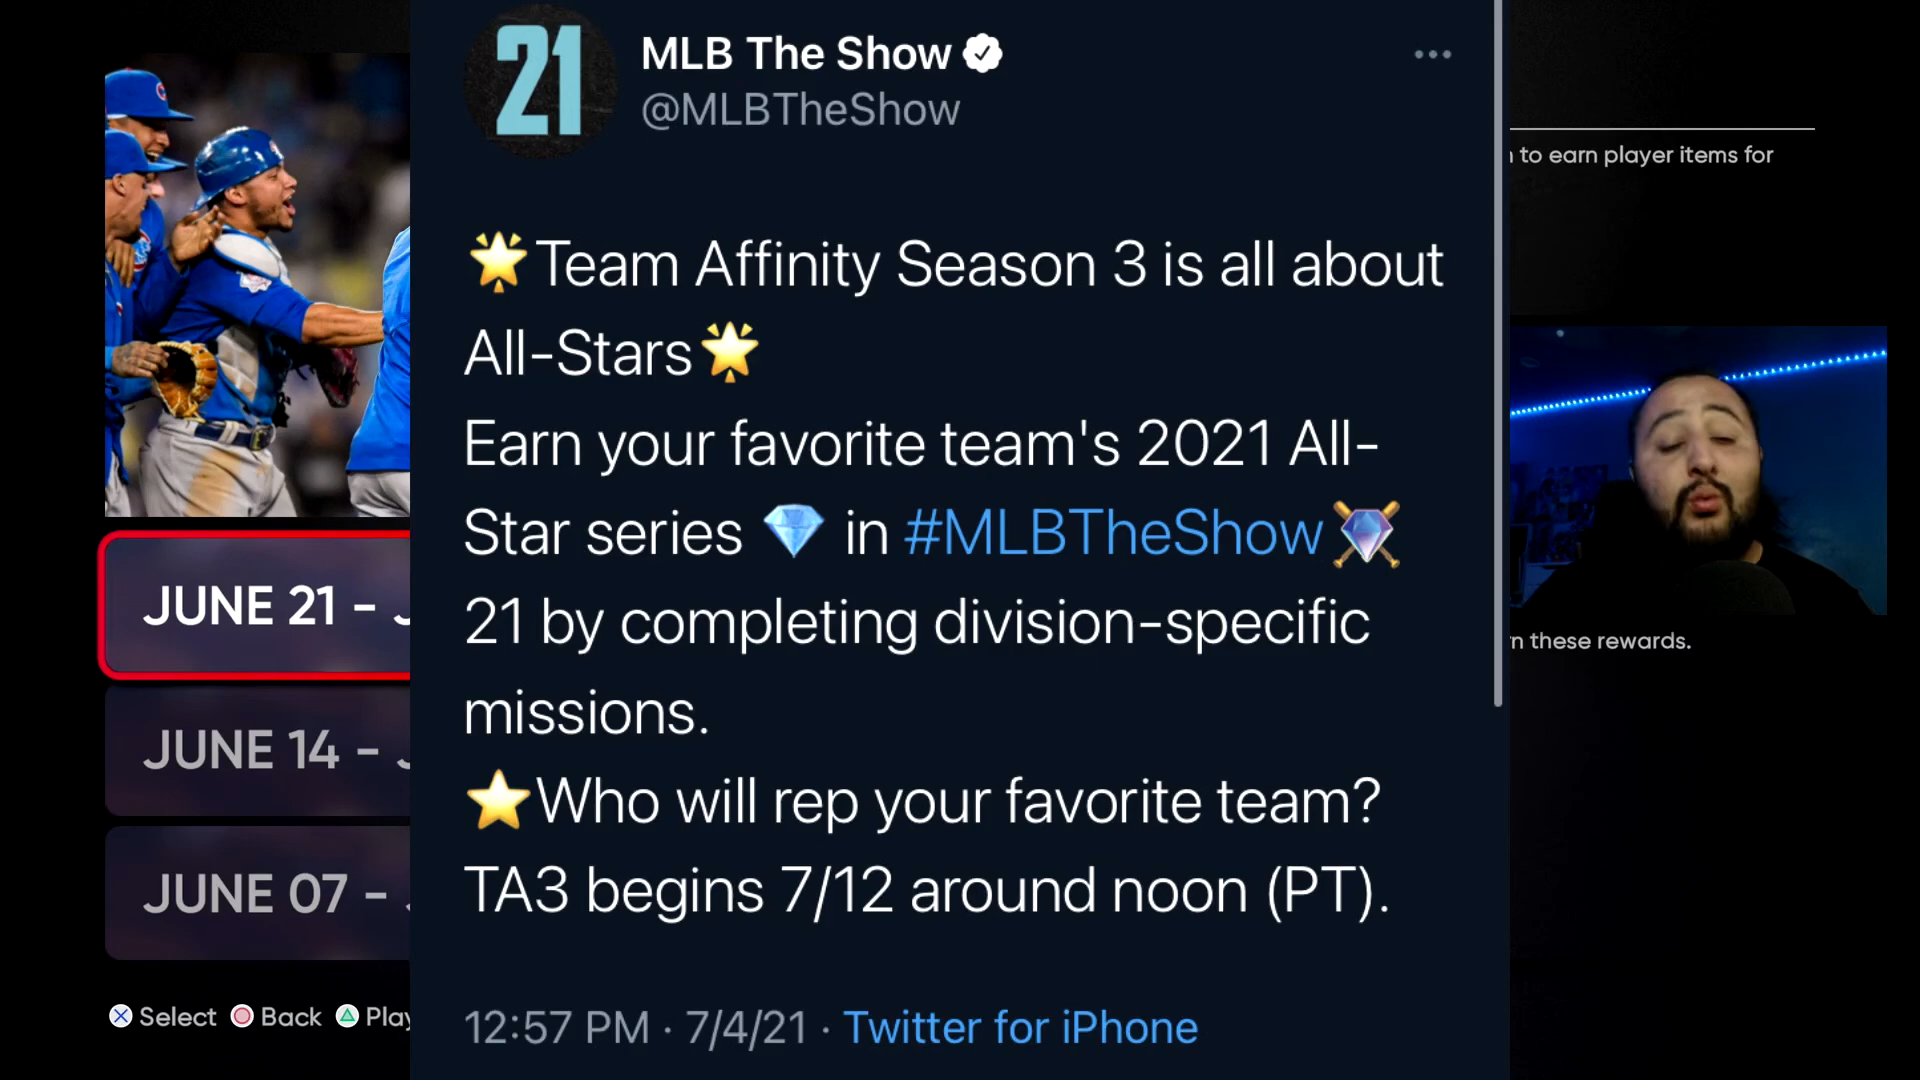 21
MLB The Show
@MLBTheShow
🌟Team Affinity Season 3 is all about
All-Stars🌟
Earn your favorite team's 2021 All-
Star series 💎 in #MLBTheShow
21 by completing division-specific
missions.
⭐Who will rep your favorite team?
TA3 begins 7/12 around noon (PT).
12:57 PM · 7/4/21 · Twitter for iPhone
to earn player items for
these rewards.
JUNE 21 -
JUNE 14 -
JUNE 07 -
Select Back Play